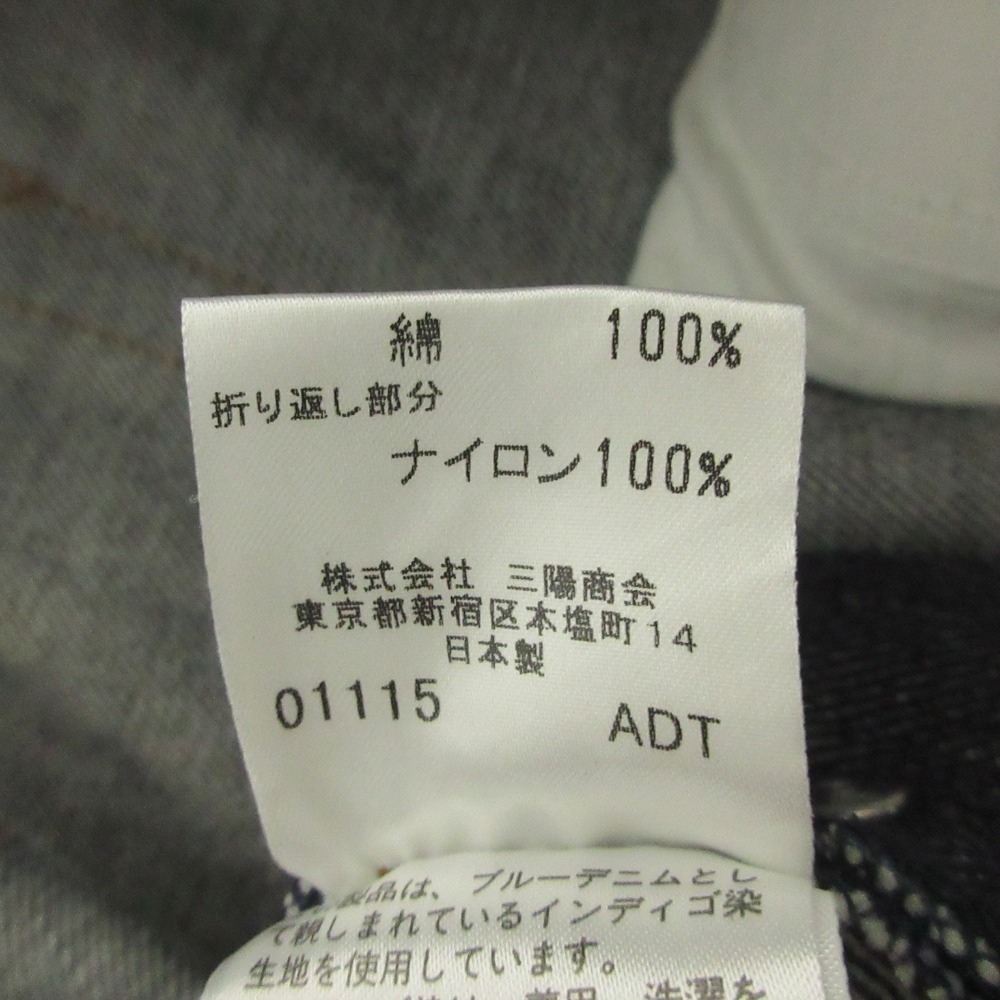 綿 100%
折り返し部分
ナイロン100%
株式会社 三陽商会
東京都新宿区本塩町14
日本製
01115 ADT
製品は、ブルーデニムとし
て親しまれているインディゴ染
生地を使用しています。
洗濯を